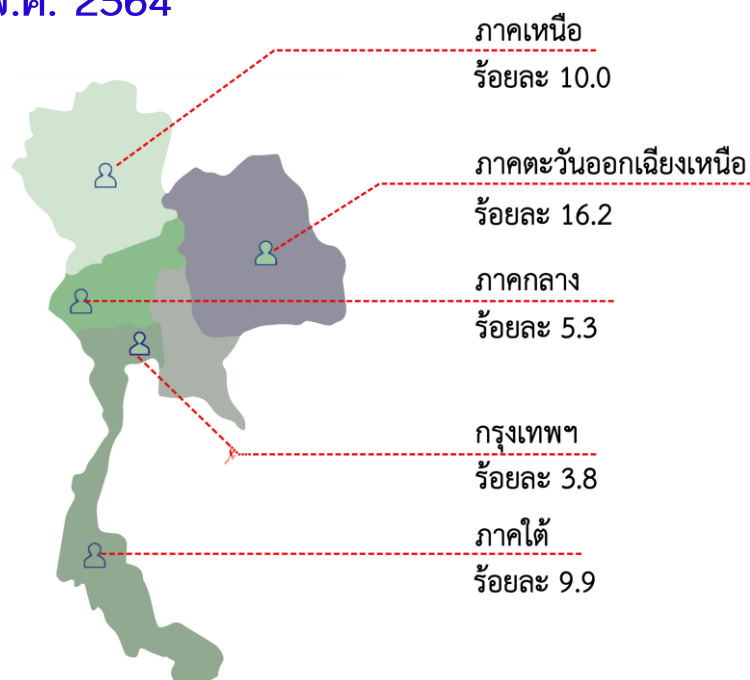 พ.ศ. 2564
ภาคเหนือ
ร้อยละ 10.0
ภาคตะวันออกเฉียงเหนือ
ร้อยละ 16.2
ภาคกลาง
ร้อยละ 5.3
กรุงเทพฯ
ร้อยละ 3.8
ภาคใต้
ร้อยละ 9.9